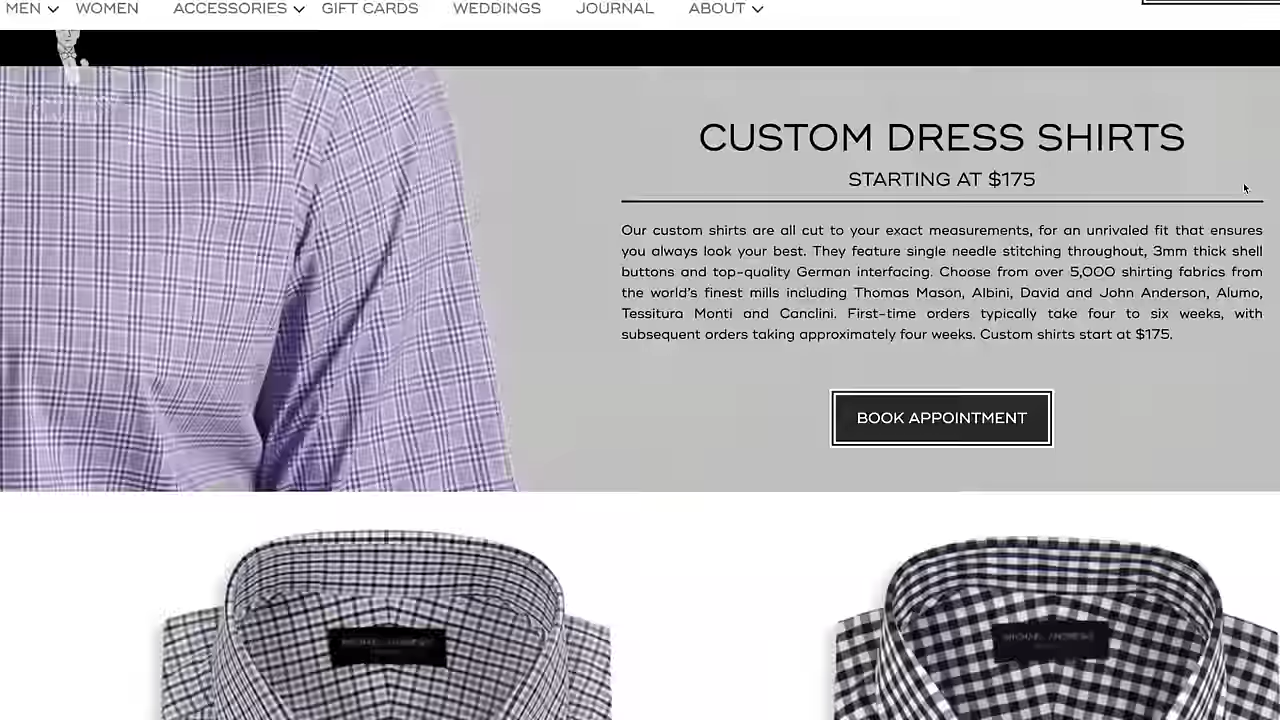 MEN WOMEN ACCESSORIES GIFT CARDS WEDDINGS JOURNAL ABOUT
CUSTOM DRESS SHIRTS
STARTING AT $175
Our custom shirts are all cut to your exact measurements, for an unrivaled fit that ensures
you always look your best. They feature single needle stitching throughout, 3mm thick shell
buttons and top-quality German interfacing. Choose from over 5,000 shirting fabrics from
the world's finest mills including Thomas Mason, Albini, David and John Anderson, Alumo,
Tessitura Monti and Canclini. First-time orders typically take four to six weeks, with
subsequent orders taking approximately four weeks. Custom shirts start at $175.
BOOK APPOINTMENT
MICHAEL ANDREWS
MICHAEL ANDREWS